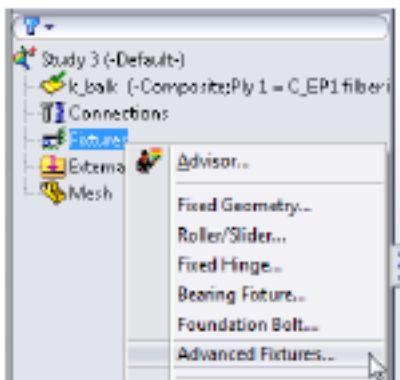 Study 3 (-Default-)
k_balk (-Composite;Ply 1 = C_EP1 fiberi
Connections
Fixtures
Externa
Mesh
Advisor...
Fixed Geometry...
Roller/Slider...
Fixed Hinge...
Bearing Fixture...
Foundation Bolt...
Advanced Fixtures...